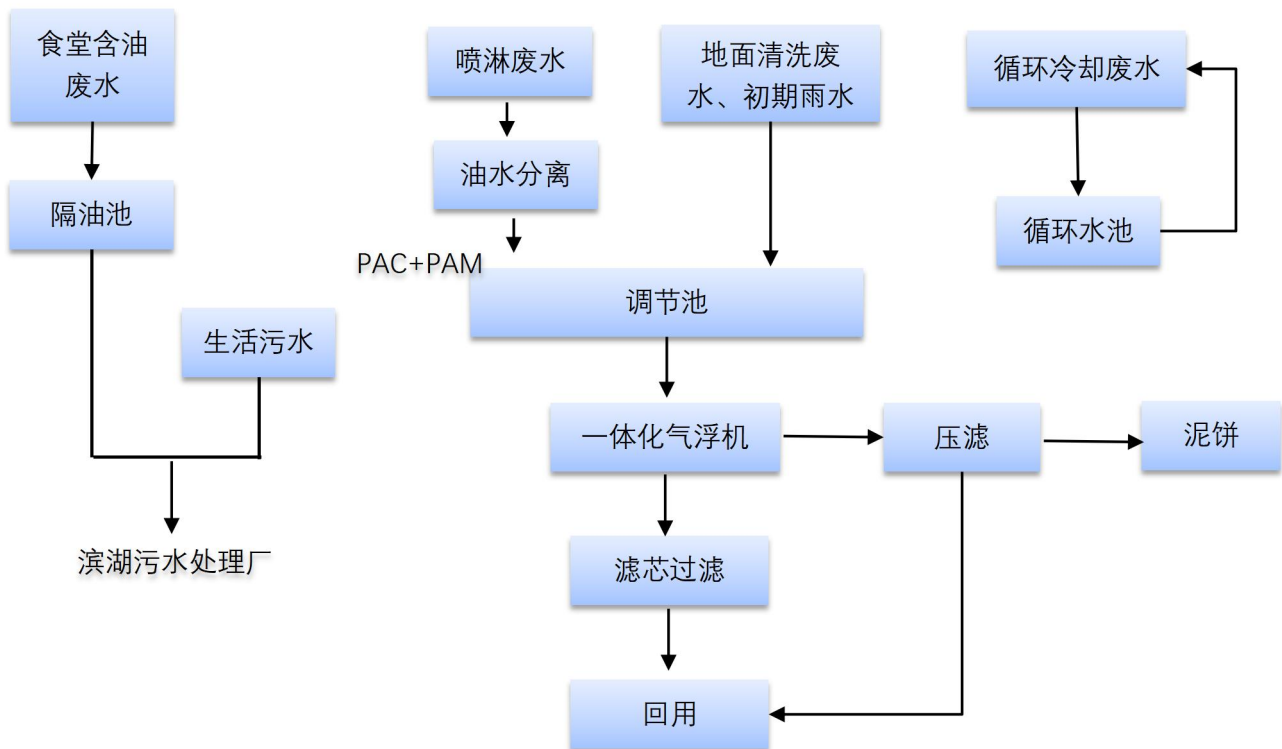 食堂含油
废水
喷淋废水
地面清洗废
水、初期雨水
循环冷却废水
油水分离
隔油池
循环水池
PAC+PAM
调节池
生活污水
一体化气浮机
压滤
泥饼
滨湖污水处理厂
滤芯过滤
回用